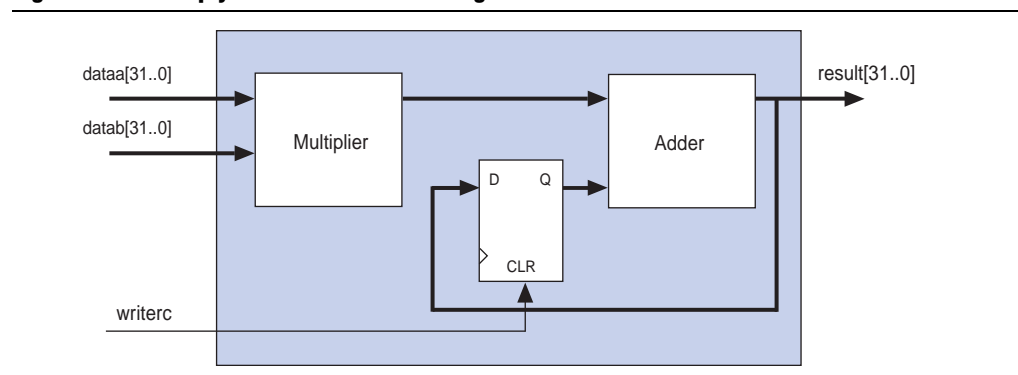 dataa[31..0]
result[31..0]
datab[31..0]
Multiplier
Adder
D
Q
CLR
writerc